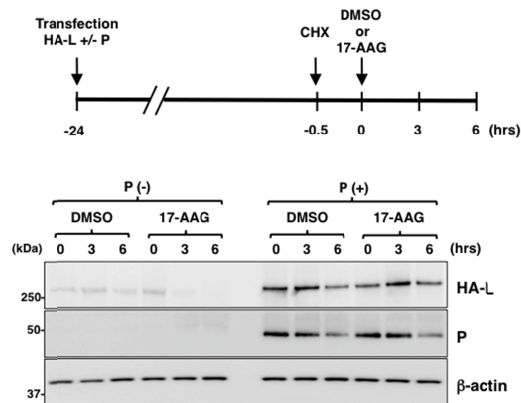 Transfection
HA-L +/- P
CHX
DMSO
or
17-AAG
-24
-0.5
0
3
6
(hrs)
P (-)
P (+)
DMSO
17-AAG
DMSO
17-AAG
(kDa)
0 3 6 0 3 6 0 3 6 0 3 6 (hrs)
250-
HA-L
50-
P
β-actin
37-